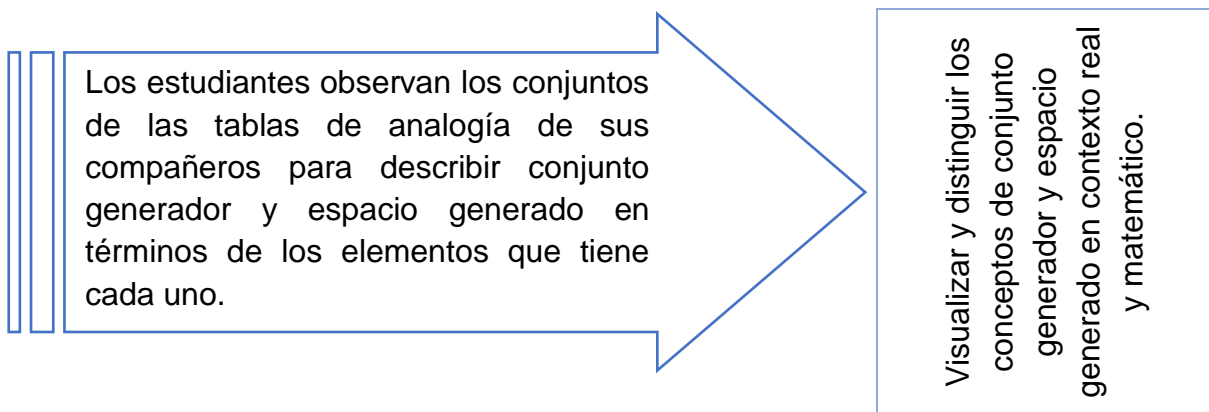 Los estudiantes observan los conjuntos
de las tablas de analogía de sus
compañeros para describir conjunto
generador y espacio generado en
términos de los elementos que tiene
cada uno.
Visualizar y distinguir los
conceptos de conjunto
generador y espacio
generado en contexto real
y matemático.